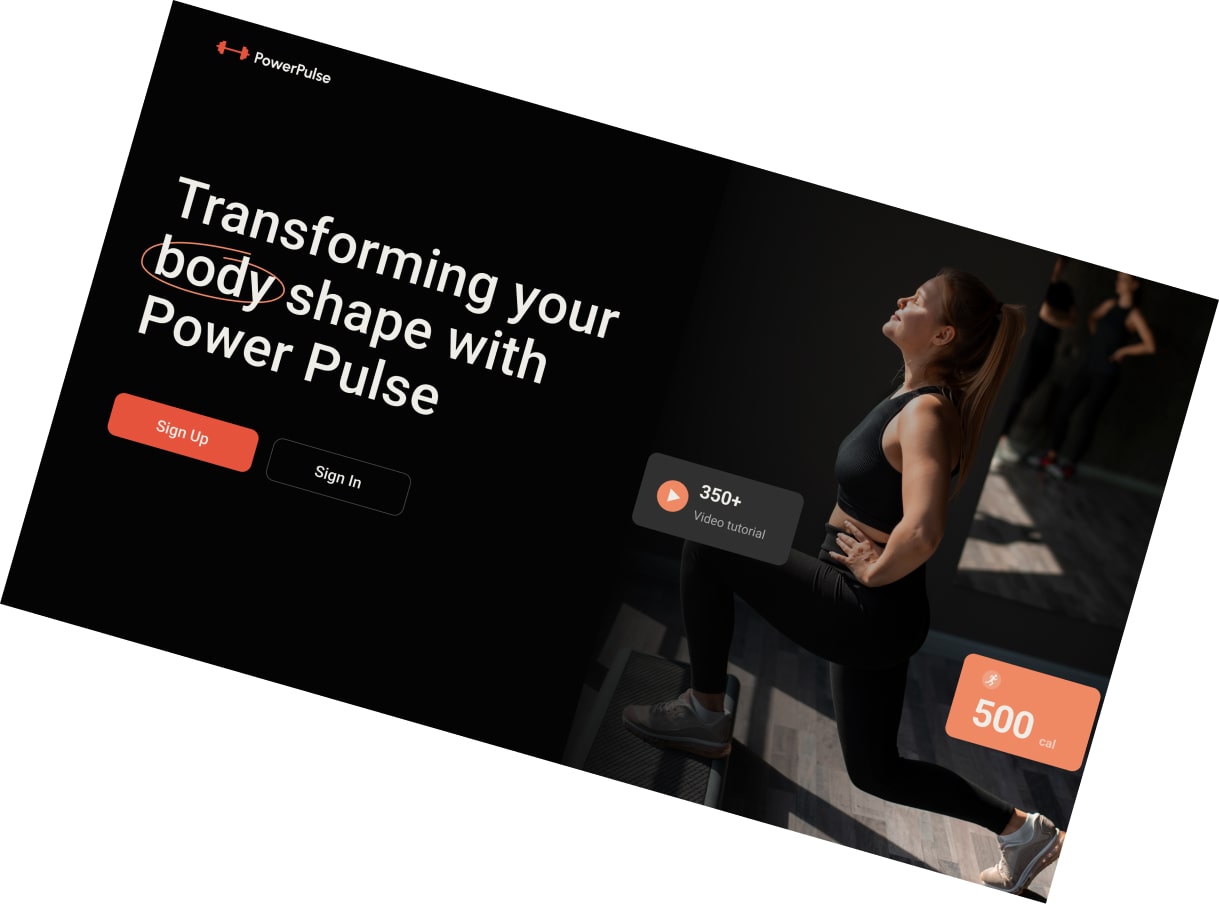 PowerPulse
Transforming your
body shape with
Power Pulse
Sign Up
Sign In
350+
Video tutorial
500
cal